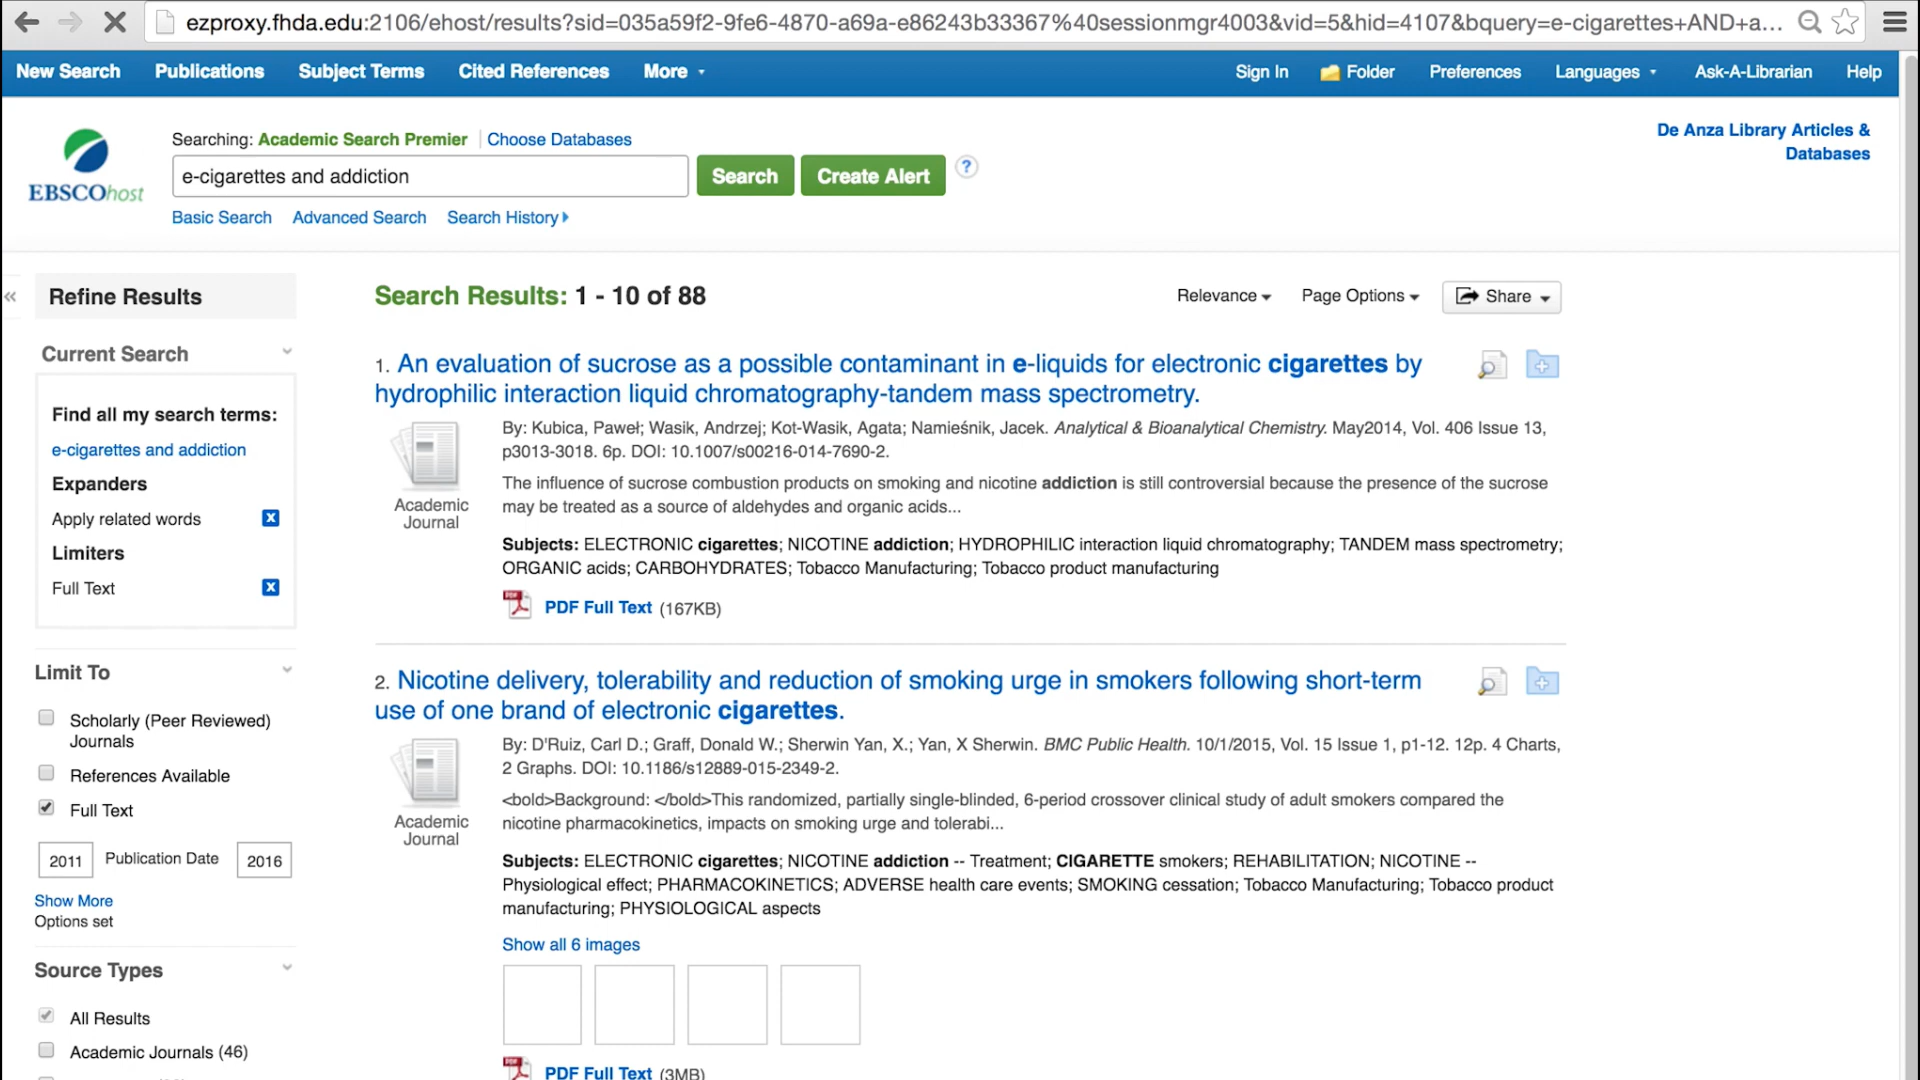 ezproxy.fhda.edu:2106/ehost/results?sid=035a59f2-9fe6-4870-a69a-e86243b33367%40sessionmgr4003&vid=5&hid=4107&bquery=e-cigarettes+AND+a...
New Search Publications Subject Terms Cited References More Sign In Folder Preferences Languages Ask-A-Librarian Help
EBSCOhost
Searching: Academic Search Premier Choose Databases
e-cigarettes and addiction Search Create Alert ?
Basic Search Advanced Search Search History
De Anza Library Articles &
Databases
« Refine Results
Current Search
Find all my search terms:
e-cigarettes and addiction
Expanders
Apply related words x
Limiters
Full Text x
Limit To
Scholarly (Peer Reviewed)
Journals
References Available
Full Text
2011 Publication Date 2016
Show More
Options set
Source Types
All Results
Academic Journals (46)
Search Results: 1 - 10 of 88
Relevance Page Options Share
1. An evaluation of sucrose as a possible contaminant in e-liquids for electronic cigarettes by
hydrophilic interaction liquid chromatography-tandem mass spectrometry.
Academic
Journal
By: Kubica, Paweł; Wasik, Andrzej; Kot-Wasik, Agata; Namieśnik, Jacek. Analytical & Bioanalytical Chemistry. May2014, Vol. 406 Issue 13,
p3013-3018. 6p. DOI: 10.1007/s00216-014-7690-2.
The influence of sucrose combustion products on smoking and nicotine addiction is still controversial because the presence of the sucrose
may be treated as a source of aldehydes and organic acids...
Subjects: ELECTRONIC cigarettes; NICOTINE addiction; HYDROPHILIC interaction liquid chromatography; TANDEM mass spectrometry;
ORGANIC acids; CARBOHYDRATES; Tobacco Manufacturing; Tobacco product manufacturing
PDF Full Text (167KB)
2. Nicotine delivery, tolerability and reduction of smoking urge in smokers following short-term
use of one brand of electronic cigarettes.
Academic
Journal
By: D'Ruiz, Carl D.; Graff, Donald W.; Sherwin Yan, X.; Yan, X Sherwin. BMC Public Health. 10/1/2015, Vol. 15 Issue 1, p1-12. 12p. 4 Charts,
2 Graphs. DOI: 10.1186/s12889-015-2349-2.
<bold>Background: </bold>This randomized, partially single-blinded, 6-period crossover clinical study of adult smokers compared the
nicotine pharmacokinetics, impacts on smoking urge and tolerabi...
Subjects: ELECTRONIC cigarettes; NICOTINE addiction -- Treatment; CIGARETTE smokers; REHABILITATION; NICOTINE --
Physiological effect; PHARMACOKINETICS; ADVERSE health care events; SMOKING cessation; Tobacco Manufacturing; Tobacco product
manufacturing; PHYSIOLOGICAL aspects
Show all 6 images
PDF Full Text (3MB)